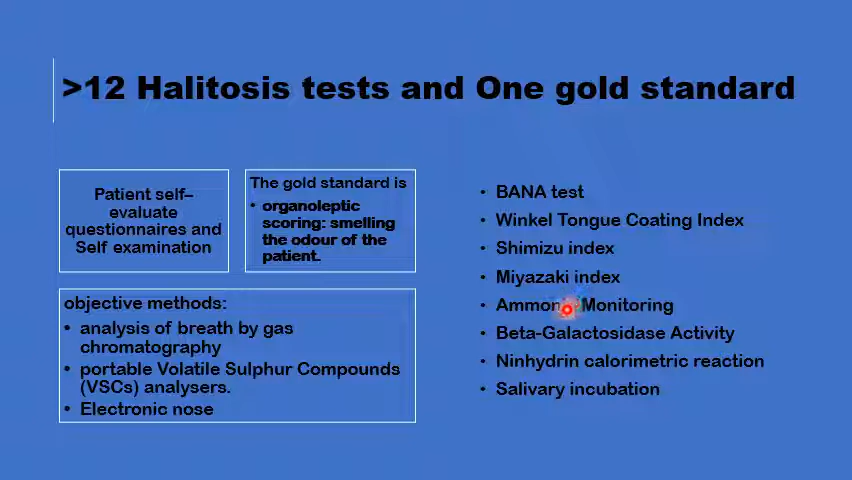 >12 Halitosis tests and One gold standard
Patient self–
evaluate
questionnaires and
Self examination
The gold standard is
• organoleptic
scoring: smelling
the odour of the
patient.
objective methods:
• analysis of breath by gas
chromatography
• portable Volatile Sulphur Compounds
(VSCs) analysers.
• Electronic nose
• BANA test
• Winkel Tongue Coating Index
• Shimizu index
• Miyazaki index
• Ammonia Monitoring
• Beta-Galactosidase Activity
• Ninhydrin calorimetric reaction
• Salivary incubation